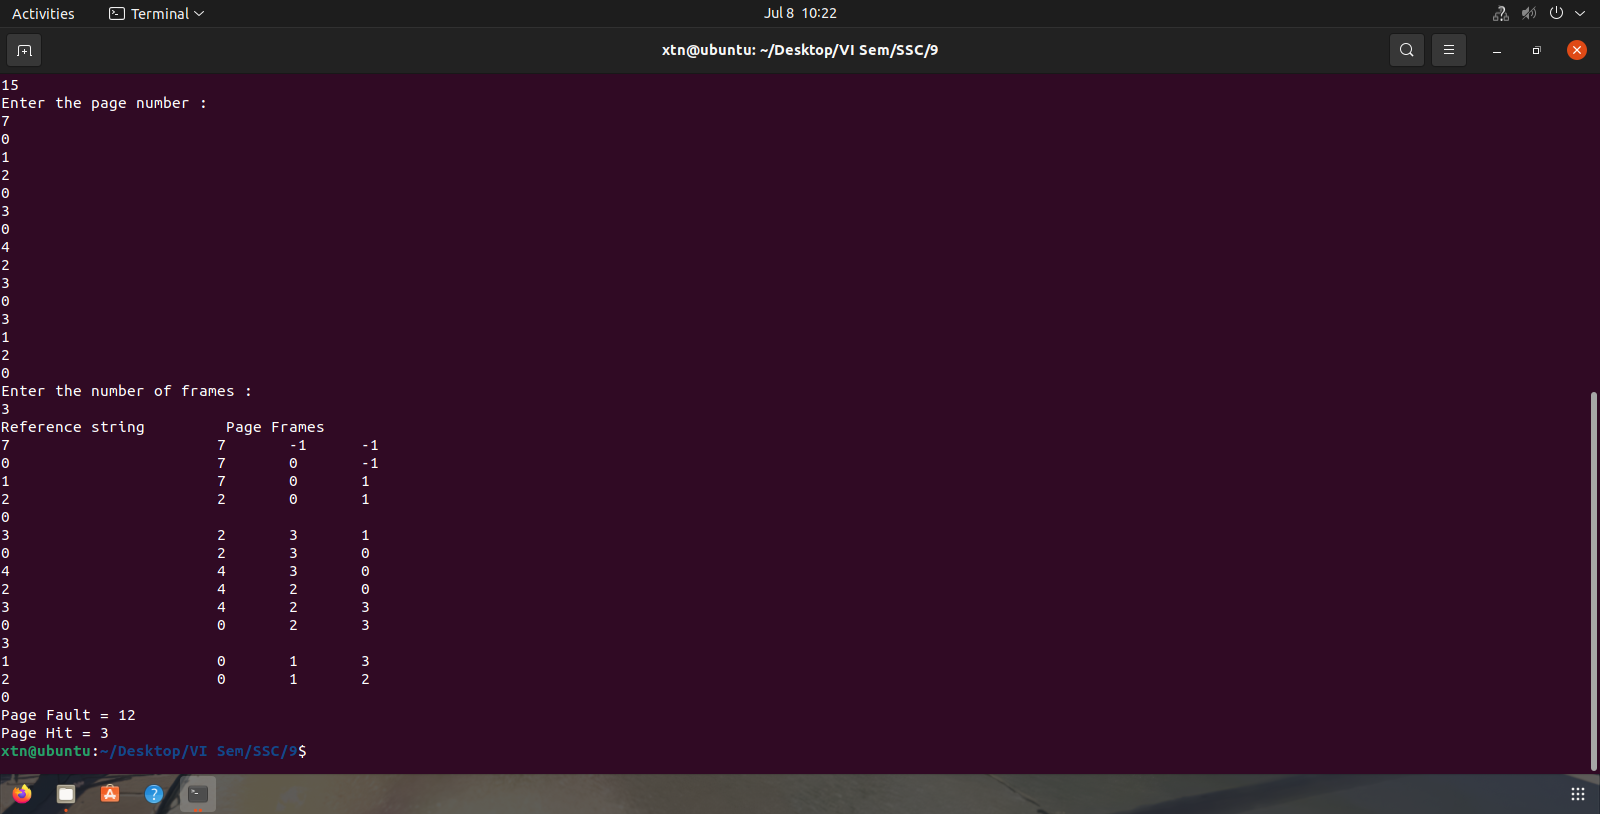 Activities Terminal Jul 8 10:22
xtn@ubuntu: ~/Desktop/VI Sem/SSC/9
15
Enter the page number :
7
0
1
2
0
3
0
4
2
3
0
3
1
2
0
Enter the number of frames :
3
Reference string Page Frames
7 7 -1 -1
0 7 0 -1
1 7 0 1
2 2 0 1
0
3 2 3 1
0 2 3 0
4 4 3 0
2 4 2 0
3 4 2 3
0 0 2 3
3
1 0 1 3
2 0 1 2
0
Page Fault = 12
Page Hit = 3
xtn@ubuntu:~/Desktop/VI Sem/SSC/9$